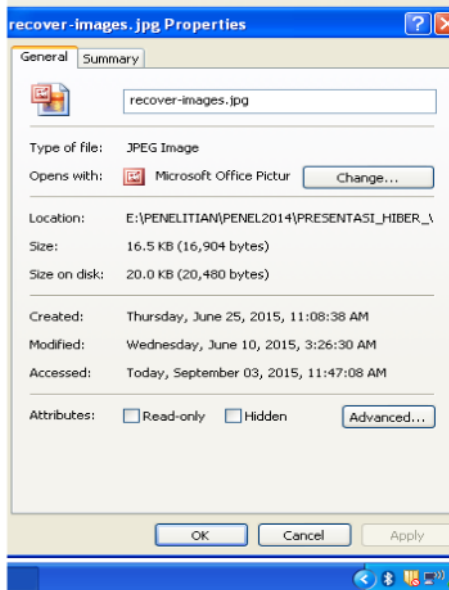 recover-images.jpg Properties
General Summary
recover-images.jpg
Type of file: JPEG Image
Opens with: Microsoft Office Pictur Change...
Location: E:\PENELITIAN\PENEL2014\PRESENTASI_HIBER_\
Size: 16.5 KB (16,904 bytes)
Size on disk: 20.0 KB (20,480 bytes)
Created: Thursday, June 25, 2015, 11:08:38 AM
Modified: Wednesday, June 10, 2015, 3:26:30 AM
Accessed: Today, September 03, 2015, 11:47:08 AM
Attributes: Read-only Hidden Advanced...
OK Cancel Apply